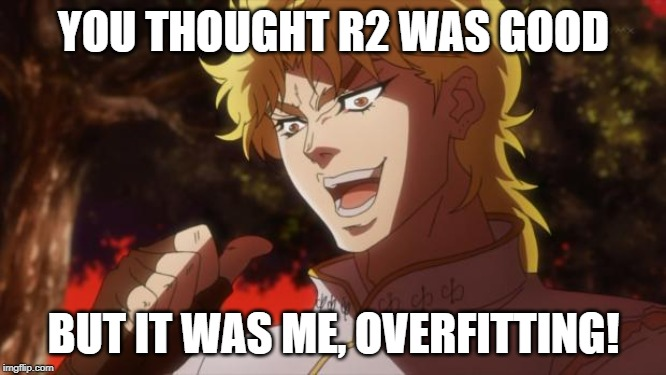 YOU THOUGHT R2 WAS GOOD
BUT IT WAS ME, OVERFITTING!
imgflip.com